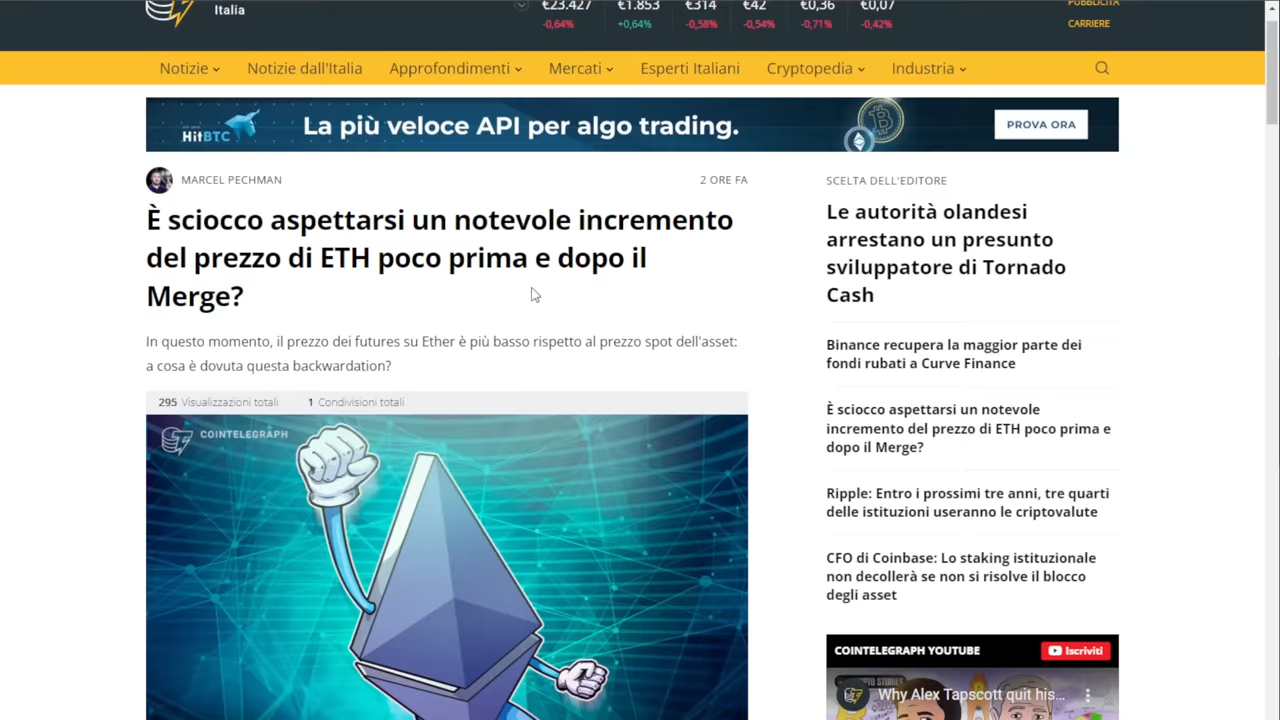 Italia
€23.427 €1.853 €314 €42 €0,36 €0,07
-0,64% +0,64% -0,58% -0,54% -0,71% -0,42%
PUBBLICITÀ
CARRIERE
Notizie Notizie dall'Italia Approfondimenti Mercati Esperti Italiani Cryptopedia Industria
HitBTC
La più veloce API per algo trading.
PROVA ORA
MARCEL PECHMAN
2 ORE FA
È sciocco aspettarsi un notevole incremento
del prezzo di ETH poco prima e dopo il
Merge?
In questo momento, il prezzo dei futures su Ether è più basso rispetto al prezzo spot dell'asset:
a cosa è dovuta questa backwardation?
295 Visualizzazioni totali 1 Condivisioni totali
COINTELEGRAPH
SCELTA DELL'EDITORE
Le autorità olandesi
arrestano un presunto
sviluppatore di Tornado
Cash
Binance recupera la maggior parte dei
fondi rubati a Curve Finance
È sciocco aspettarsi un notevole
incremento del prezzo di ETH poco prima e
dopo il Merge?
Ripple: Entro i prossimi tre anni, tre quarti
delle istituzioni useranno le criptovalute
CFO di Coinbase: Lo staking istituzionale
non decollerà se non si risolve il blocco
degli asset
COINTELEGRAPH YOUTUBE
Iscriviti
Why Alex Tapscott quit his...